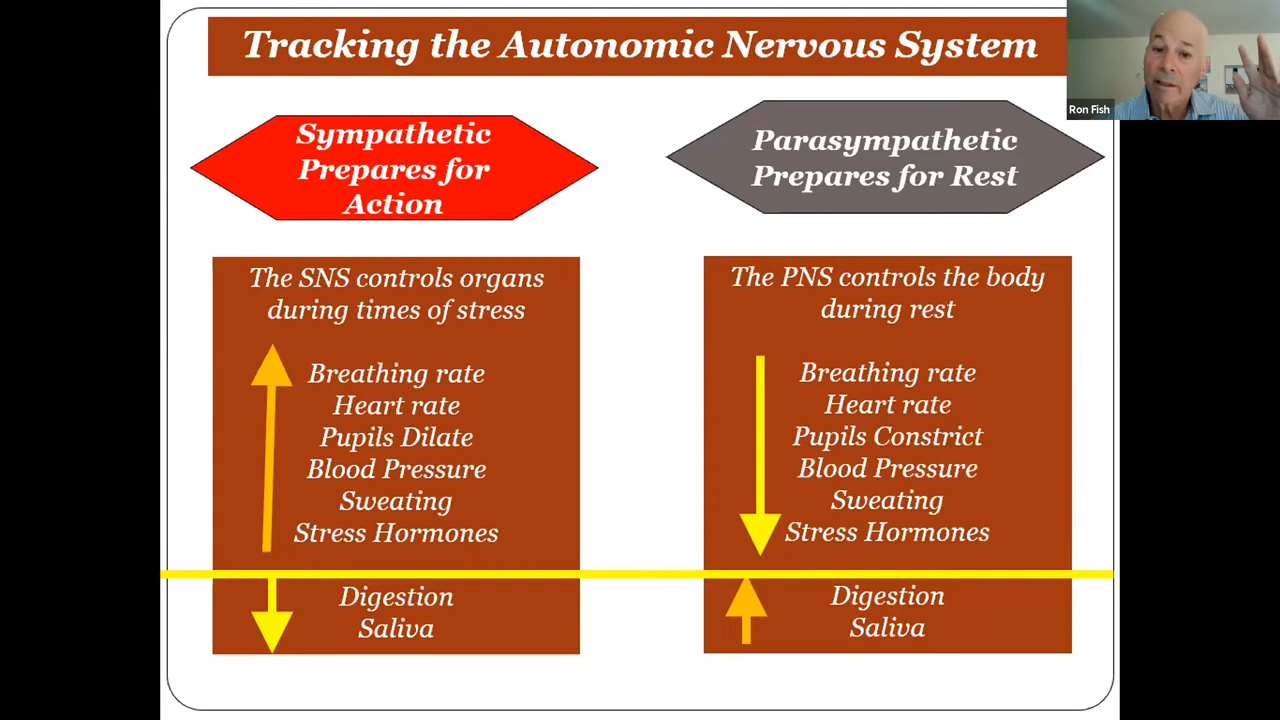 Tracking the Autonomic Nervous System
Ron Fish
Sympathetic
Prepares for
Action
Parasympathetic
Prepares for Rest
The SNS controls organs
during times of stress
Breathing rate
Heart rate
Pupils Dilate
Blood Pressure
Sweating
Stress Hormones
Digestion
Saliva
The PNS controls the body
during rest
Breathing rate
Heart rate
Pupils Constrict
Blood Pressure
Sweating
Stress Hormones
Digestion
Saliva